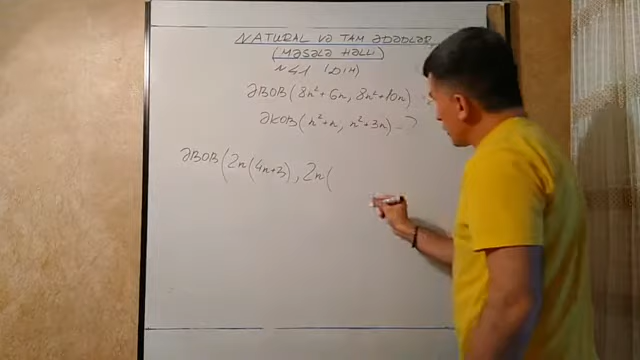 NATURAL VƏ TAM ƏDƏDLƏR
(MƏSƏLƏ HƏLLİ)
№41 (DİM)
ƏBOB(8n²+6n, 8n²+10n)
ƏKOB(n²+n, n²+3n) - ?
ƏBOB(2n(4n+3), 2n(